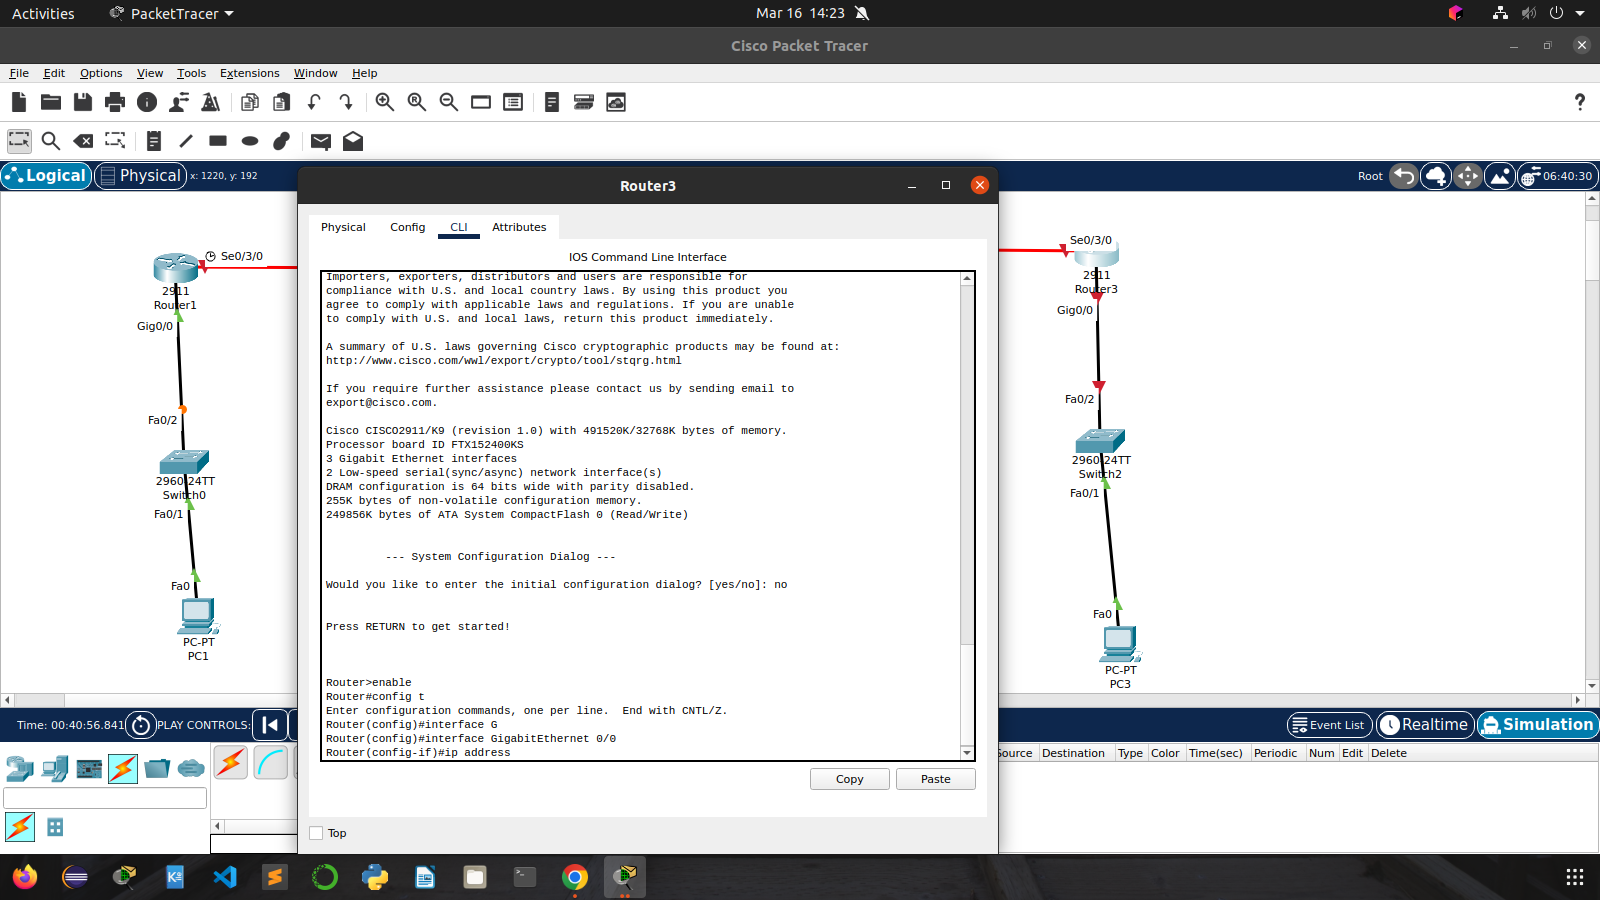 Activities
PacketTracer
Mar 16 14:23
Cisco Packet Tracer
File Edit Options View Tools Extensions Window Help
Logical
Physical
x: 1220, y: 192
Root
06:40:30
Router3
Physical Config CLI Attributes
IOS Command Line Interface
Importers, exporters, distributors and users are responsible for
compliance with U.S. and local country laws. By using this product you
agree to comply with applicable laws and regulations. If you are unable
to comply with U.S. and local laws, return this product immediately.
A summary of U.S. laws governing Cisco cryptographic products may be found at:
http://www.cisco.com/wwl/export/crypto/tool/stqrg.html
If you require further assistance please contact us by sending email to
export@cisco.com.
Cisco CISCO2911/K9 (revision 1.0) with 491520K/32768K bytes of memory.
Processor board ID FTX152400KS
3 Gigabit Ethernet interfaces
2 Low-speed serial(sync/async) network interface(s)
DRAM configuration is 64 bits wide with parity disabled.
255K bytes of non-volatile configuration memory.
249856K bytes of ATA System CompactFlash 0 (Read/Write)
--- System Configuration Dialog ---
Would you like to enter the initial configuration dialog? [yes/no]: no
Press RETURN to get started!
Router>enable
Router#config t
Enter configuration commands, one per line.  End with CNTL/Z.
Router(config)#interface G
Router(config)#interface GigabitEthernet 0/0
Router(config-if)#ip address
Copy
Paste
Top
Se0/3/0
2911
Router1
Gig0/0
Fa0/2
2960-24TT
Switch0
Fa0/1
Fa0
PC-PT
PC1
Se0/3/0
2911
Router3
Gig0/0
Fa0/2
2960-24TT
Switch2
Fa0/1
Fa0
PC-PT
PC3
Time: 00:40:56.841
PLAY CONTROLS:
Event List
Realtime
Simulation
Source Destination Type Color Time(sec) Periodic Num Edit Delete